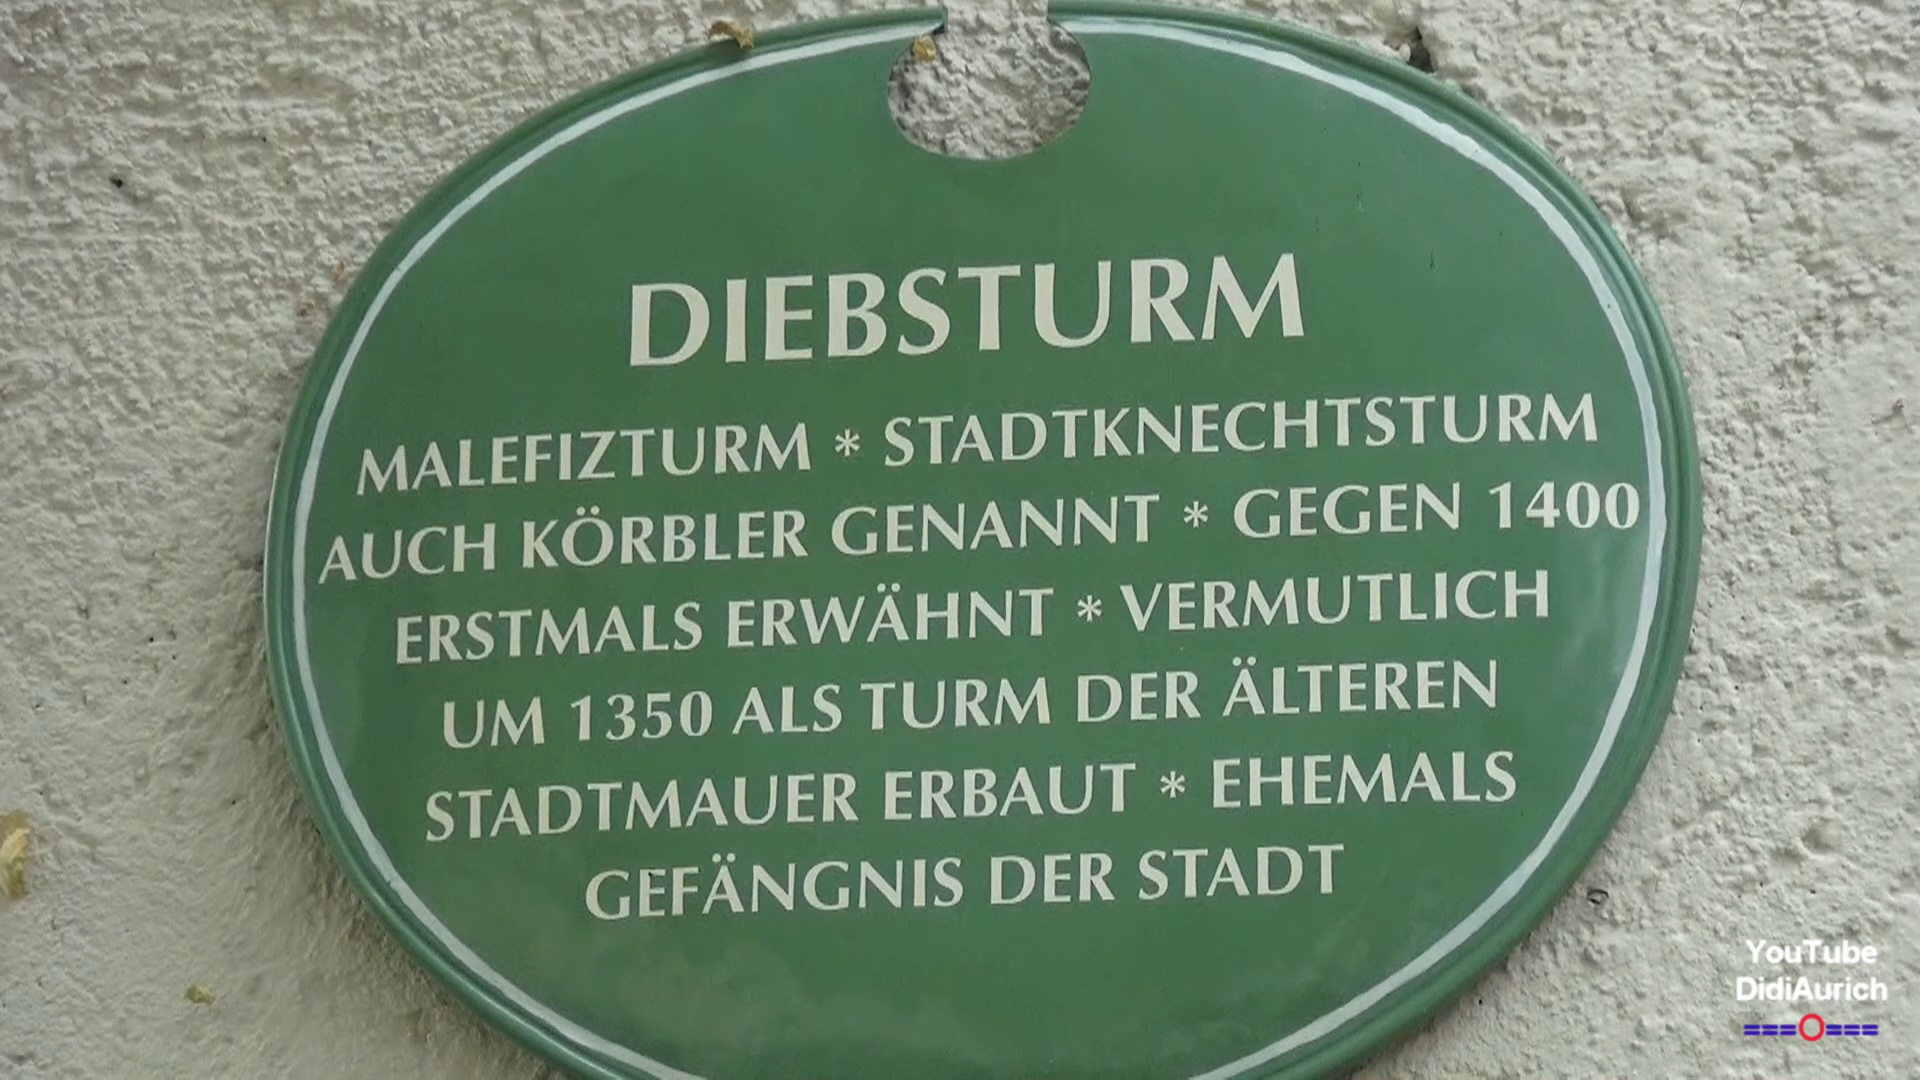 DIEBSTURM
MALEFIZTURM * STADTKNECHTSTURM
AUCH KÖRBLER GENANNT * GEGEN 1400
ERSTMALS ERWÄHNT * VERMUTLICH
UM 1350 ALS TURM DER ÄLTEREN
STADTMAUER ERBAUT * EHEMALS
GEFÄNGNIS DER STADT
YouTube
DidiAurich
===O===